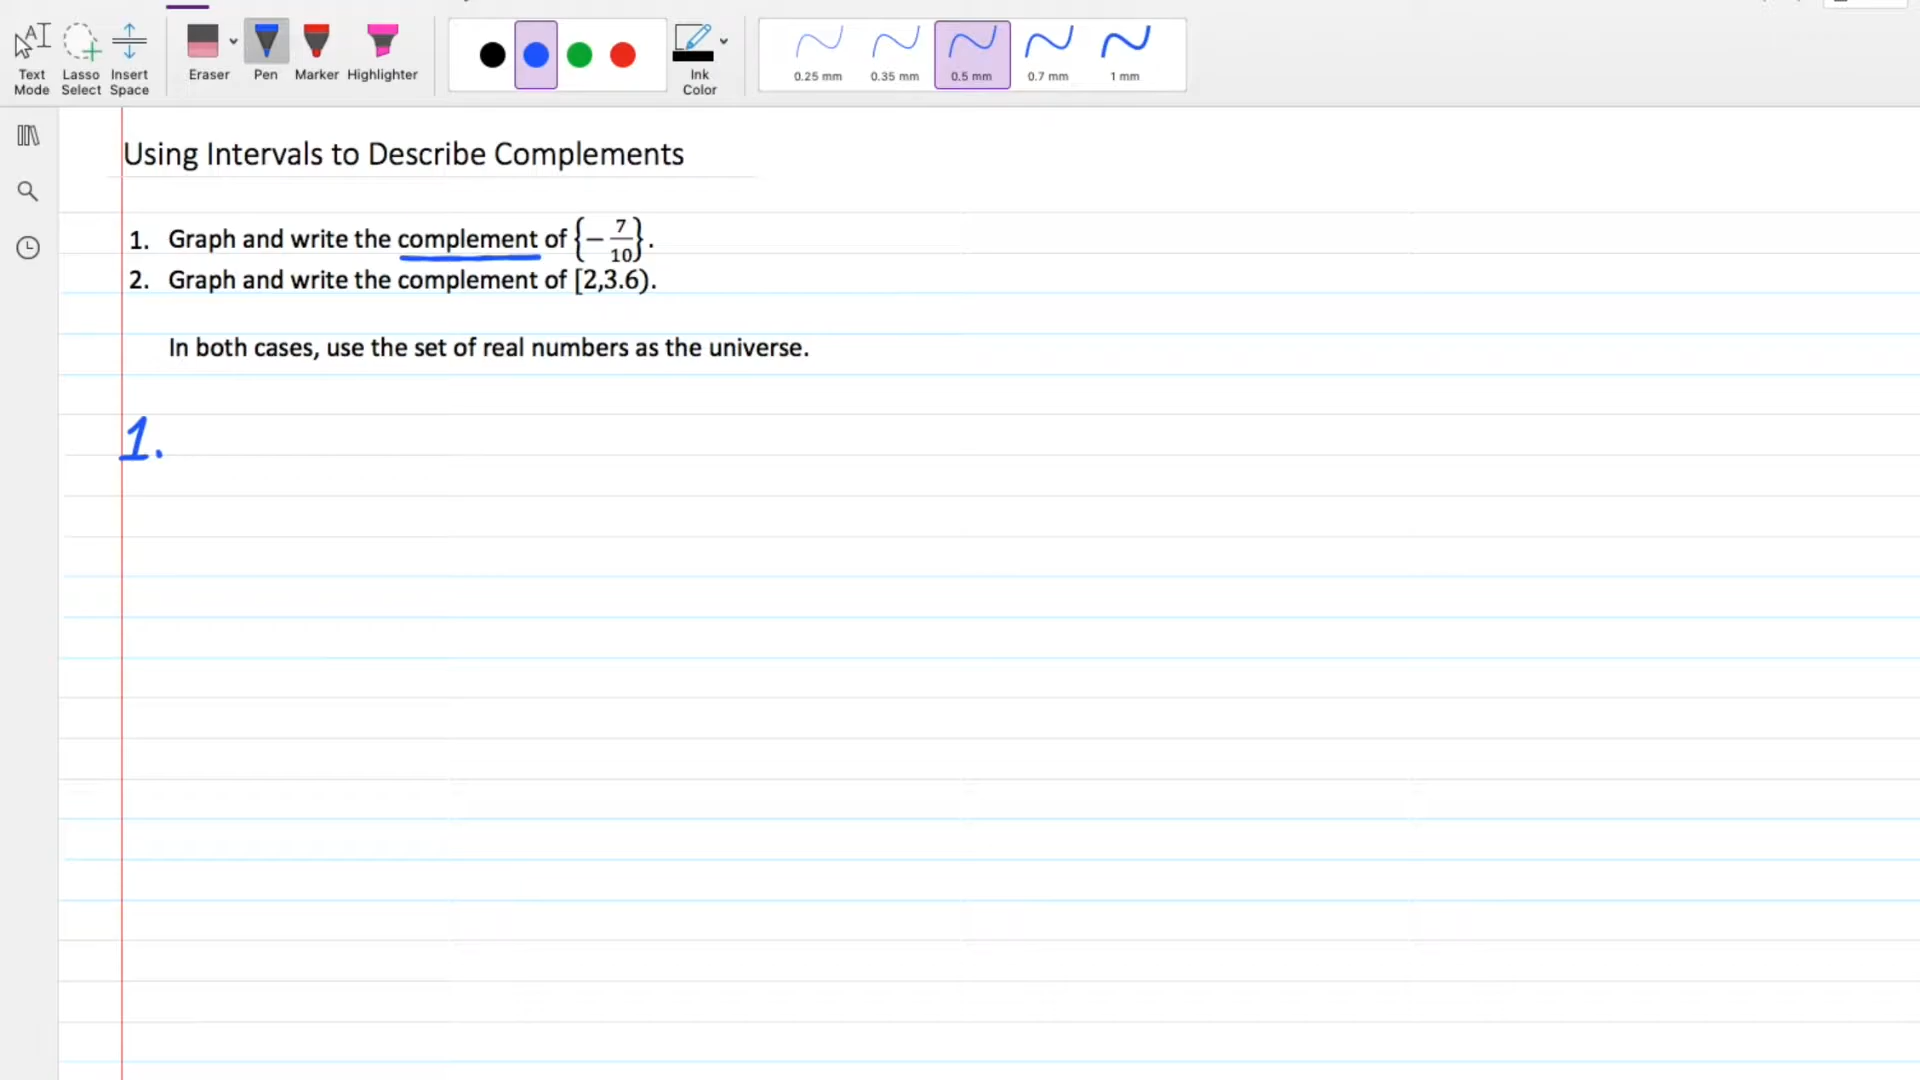 Text Mode
Lasso Select
Insert Space
Eraser
Pen
Marker
Highlighter
Ink Color
0.25 mm
0.35 mm
0.5 mm
0.7 mm
1 mm
Using Intervals to Describe Complements
1. Graph and write the complement of {−7/10}.
2. Graph and write the complement of [2,3.6).
In both cases, use the set of real numbers as the universe.
1.